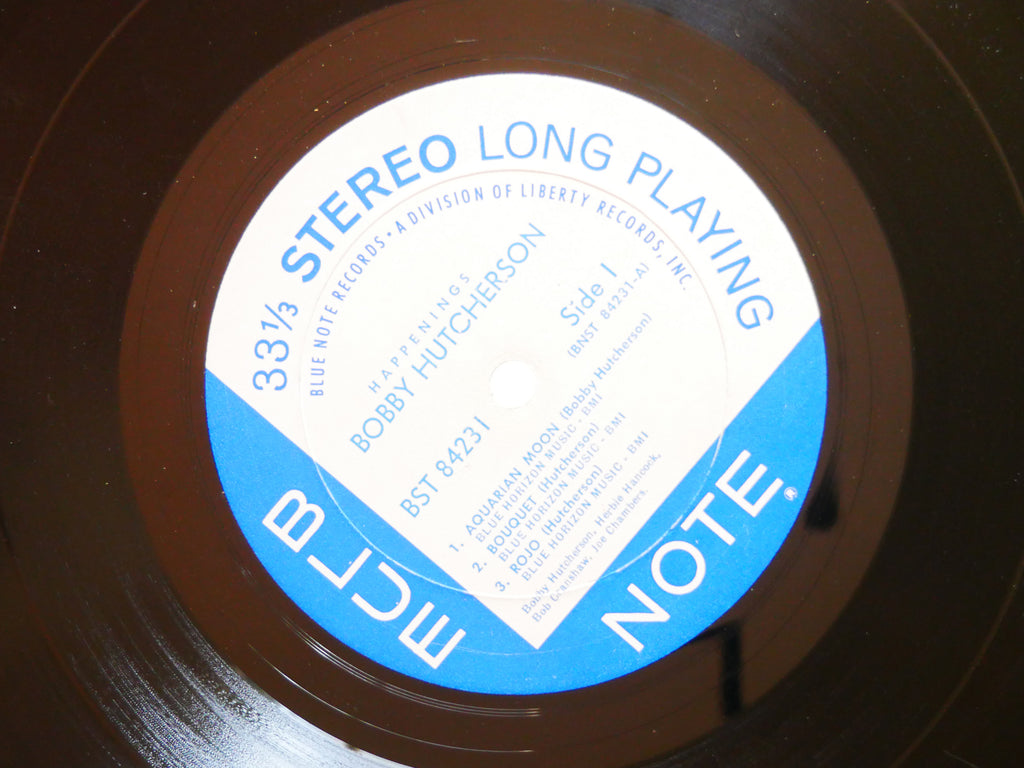 33⅓ STEREO LONG PLAYING
BLUE NOTE RECORDS • A DIVISION OF LIBERTY RECORDS, INC.
HAPPENINGS
BOBBY HUTCHERSON
BST 84231
Side 1
(BNST 84231-A)
1. AQUARIAN MOON (Bobby Hutcherson)
BLUE HORIZON MUSIC - BMI
2. BOUQUET (Hutcherson)
BLUE HORIZON MUSIC - BMI
3. ROJO (Hutcherson)
BLUE HORIZON MUSIC - BMI
Bobby Hutcherson, Herbie Hancock,
Bob Cranshaw, Joe Chambers.
BLUE
NOTE ®